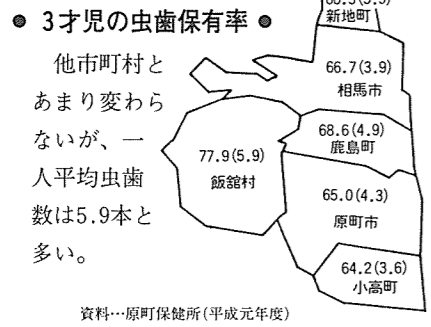 ● 3才児の虫歯保有率 ●
他市町村と
あまり変わら
ないが、一
人平均虫歯
数は5.9本と
多い。
新地町
66.7(3.9)
相馬市
68.6(4.9)
鹿島町
77.9(5.9)
飯舘村
65.0(4.3)
原町市
64.2(3.6)
小高町
資料…原町保健所(平成元年度)